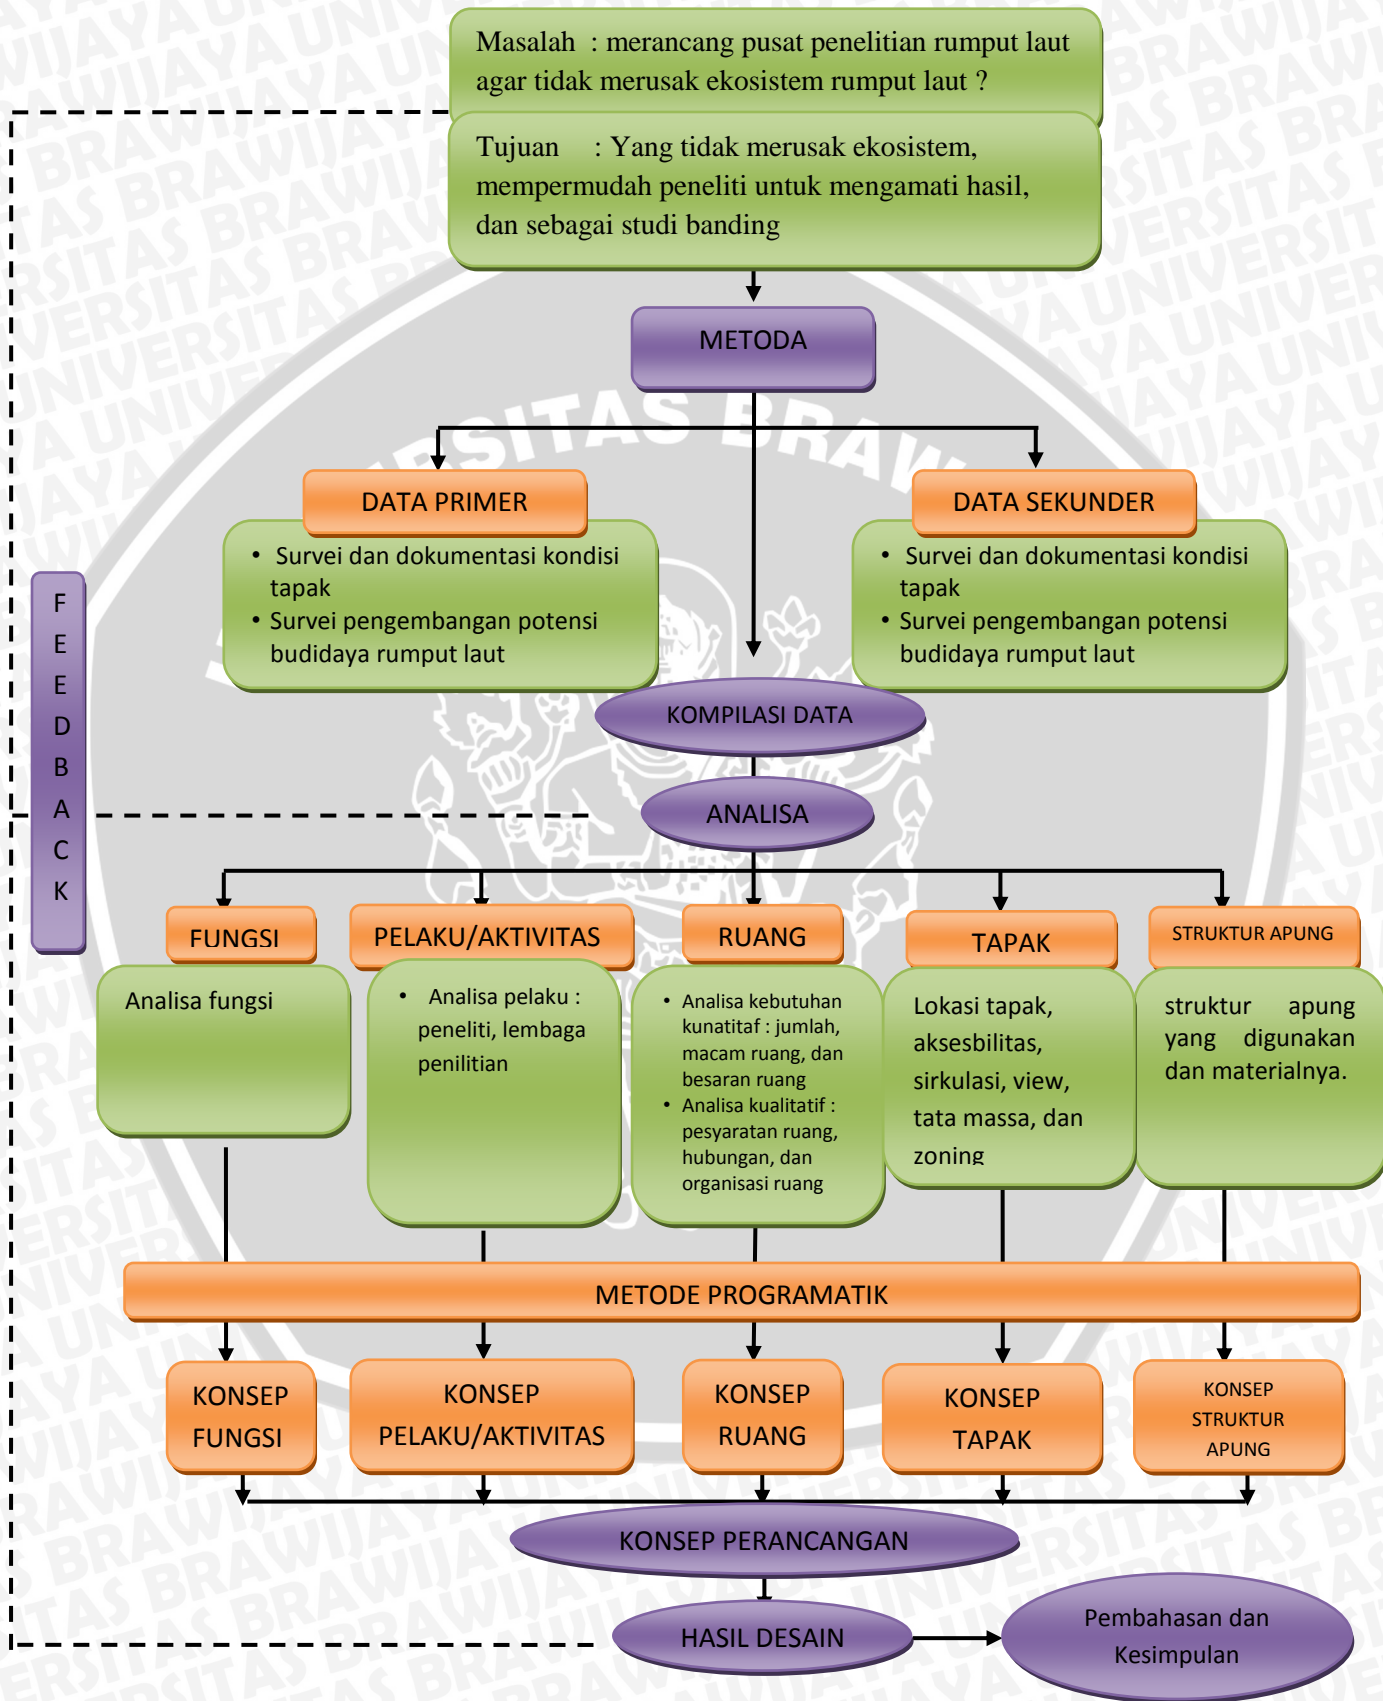 Masalah : merancang pusat penelitian rumput laut
agar tidak merusak ekosistem rumput laut ?
Tujuan : Yang tidak merusak ekosistem,
mempermudah peneliti untuk mengamati hasil,
dan sebagai studi banding
METODA
DATA PRIMER
• Survei dan dokumentasi kondisi
tapak
• Survei pengembangan potensi
budidaya rumput laut
DATA SEKUNDER
• Survei dan dokumentasi kondisi
tapak
• Survei pengembangan potensi
budidaya rumput laut
F
E
E
D
B
A
C
K
KOMPILASI DATA
ANALISA
FUNGSI
Analisa fungsi
PELAKU/AKTIVITAS
• Analisa pelaku :
peneliti, lembaga
penilitian
RUANG
• Analisa kebutuhan
kunatitaf : jumlah,
macam ruang, dan
besaran ruang
• Analisa kualitatif :
pesyaratan ruang,
hubungan, dan
organisasi ruang
TAPAK
Lokasi tapak,
aksesbilitas,
sirkulasi, view,
tata massa, dan
zoning
STRUKTUR APUNG
struktur apung
yang digunakan
dan materialnya.
METODE PROGRAMATIK
KONSEP
FUNGSI
KONSEP
PELAKU/AKTIVITAS
KONSEP
RUANG
KONSEP
TAPAK
KONSEP
STRUKTUR
APUNG
KONSEP PERANCANGAN
HASIL DESAIN
Pembahasan dan
Kesimpulan